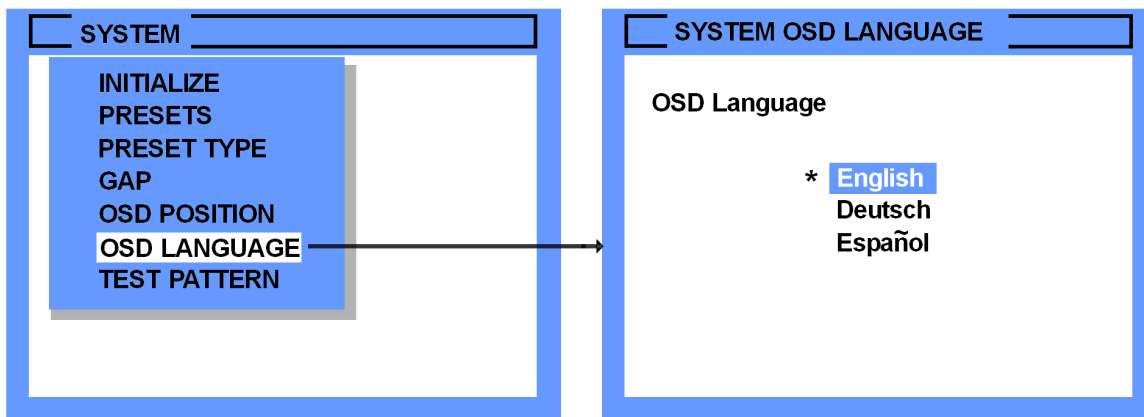 SYSTEM
INITIALIZE
PRESETS
PRESET TYPE
GAP
OSD POSITION
OSD LANGUAGE
TEST PATTERN
SYSTEM OSD LANGUAGE
OSD Language
* English
Deutsch
Español